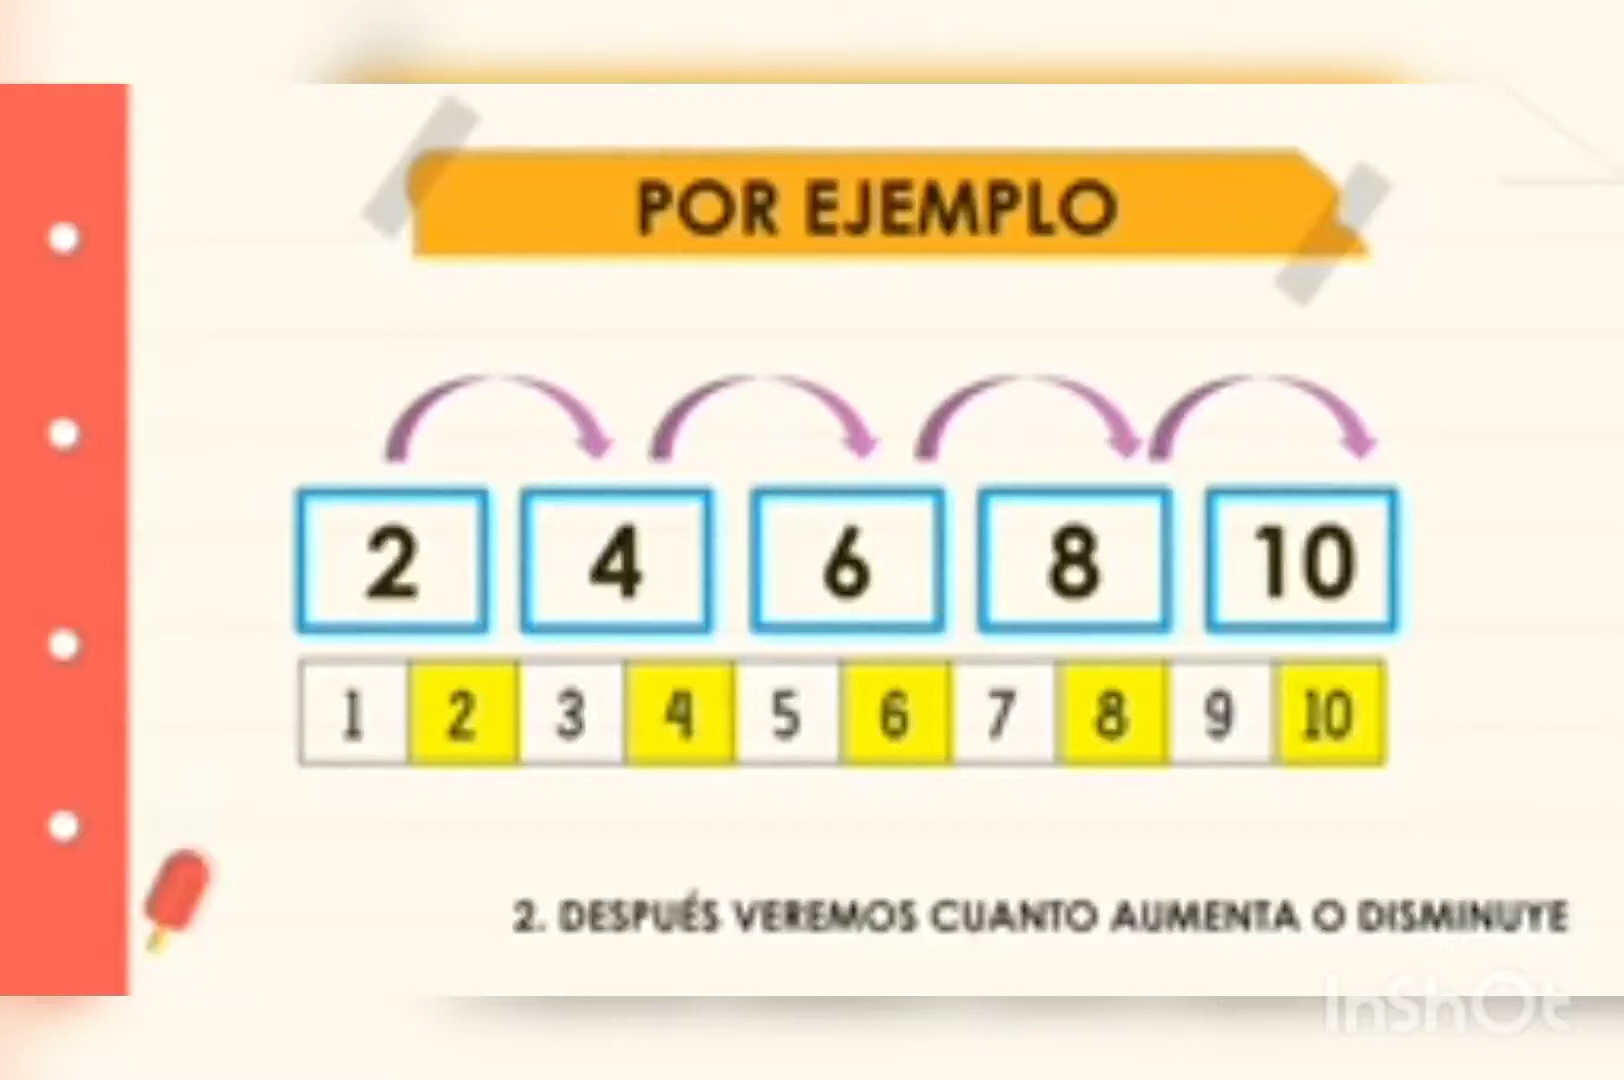 POR EJEMPLO
2 4 6 8 10
1 2 3 4 5 6 7 8 9 10
2. DESPUÉS VEREMOS CUANTO AUMENTA O DISMINUYE
InShOt